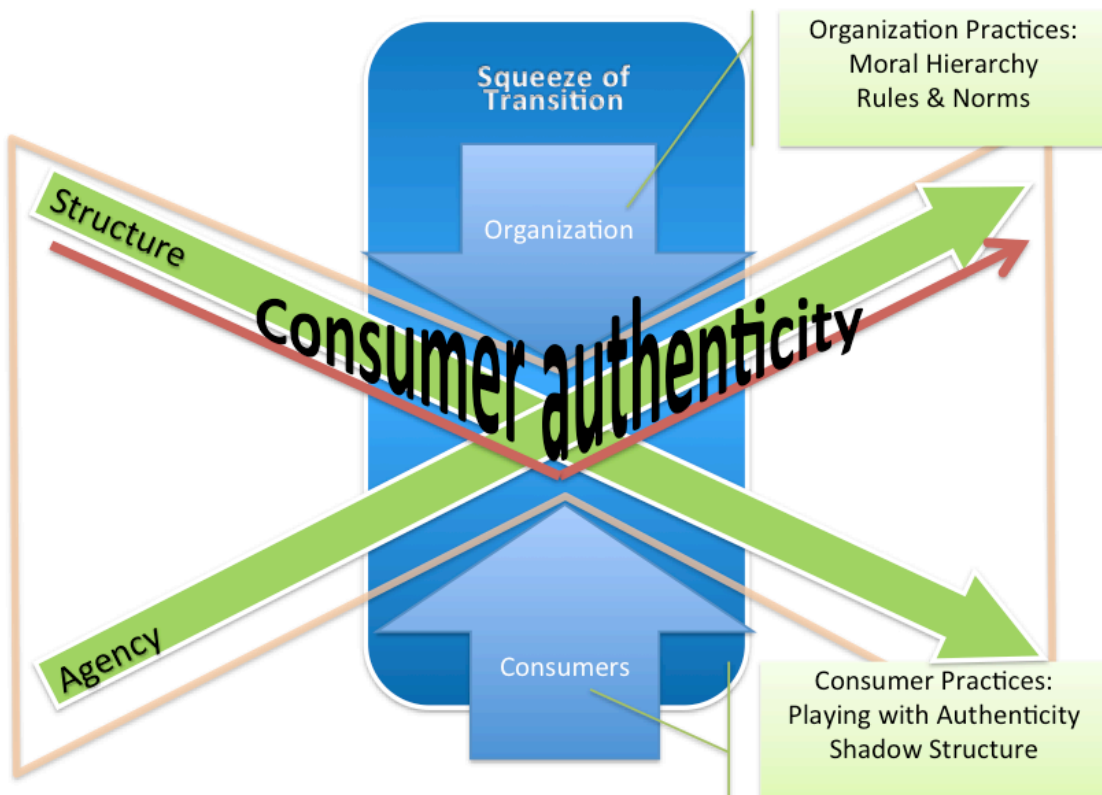 Squeeze of
Transition
Organization Practices:
Moral Hierarchy
Rules & Norms
Structure
Organization
Consumer authenticity
Agency
Consumers
Consumer Practices:
Playing with Authenticity
Shadow Structure